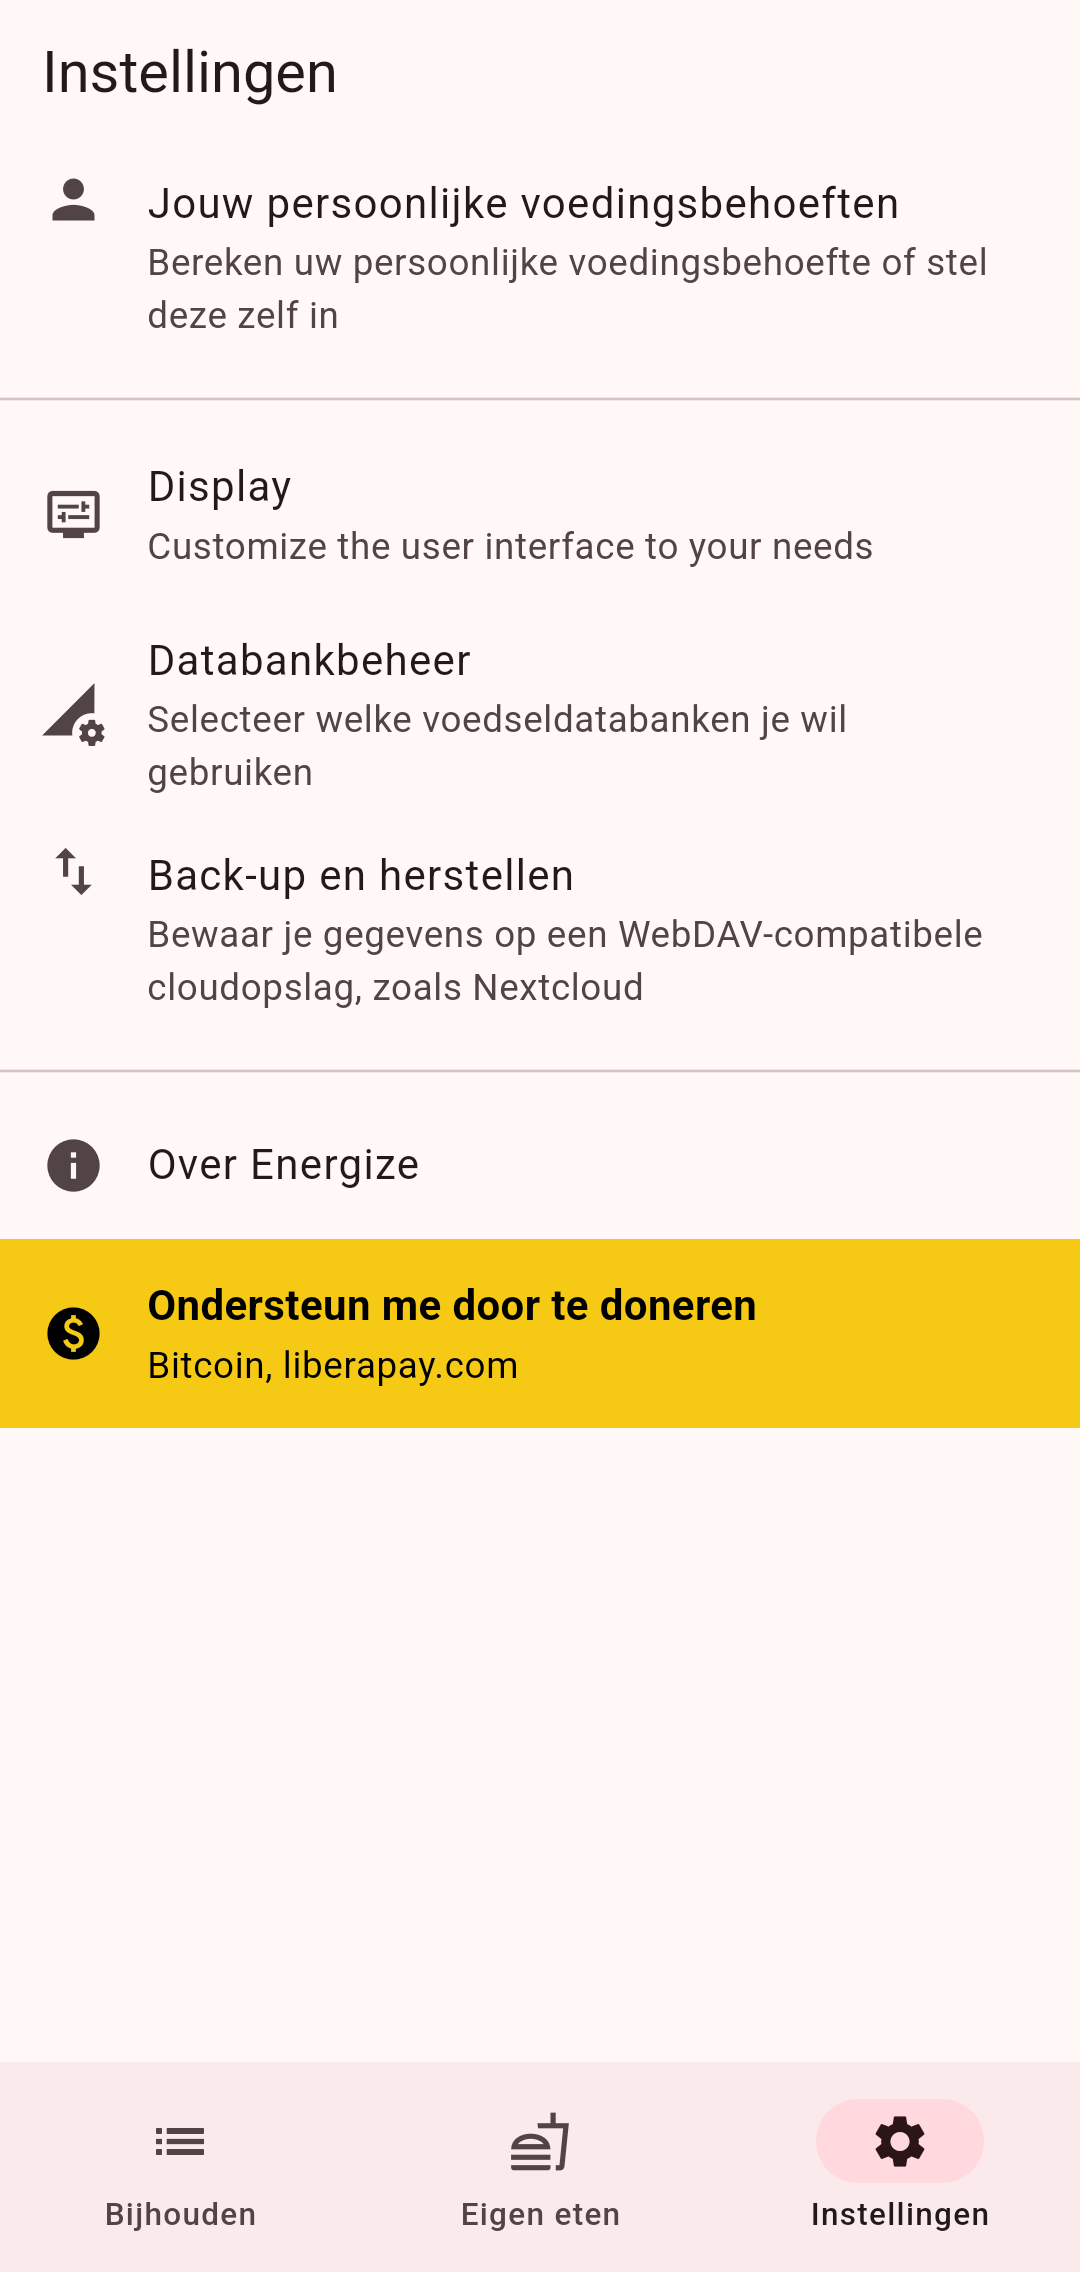 Instellingen
Jouw persoonlijke voedingsbehoeften
Bereken uw persoonlijke voedingsbehoefte of stel
deze zelf in
Display
Customize the user interface to your needs
Databankbeheer
Selecteer welke voedseldatabanken je wil
gebruiken
Back-up en herstellen
Bewaar je gegevens op een WebDAV-compatibele
cloudopslag, zoals Nextcloud
Over Energize
Ondersteun me door te doneren
Bitcoin, liberapay.com
Bijhouden
Eigen eten
Instellingen